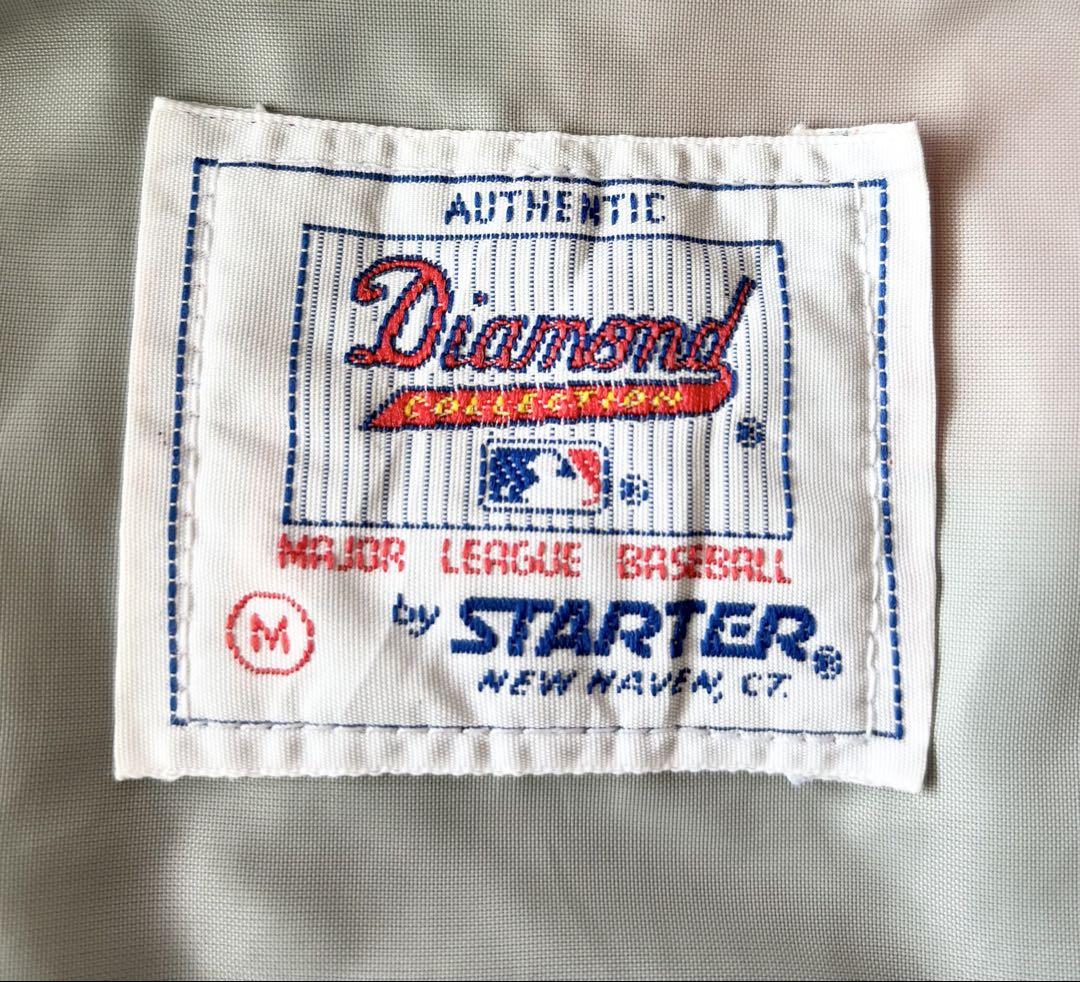 AUTHENTIC
Diamond
COLLECTION ®
®
MAJOR LEAGUE BASEBALL
M
by STARTER®
NEW HAVEN, CT.